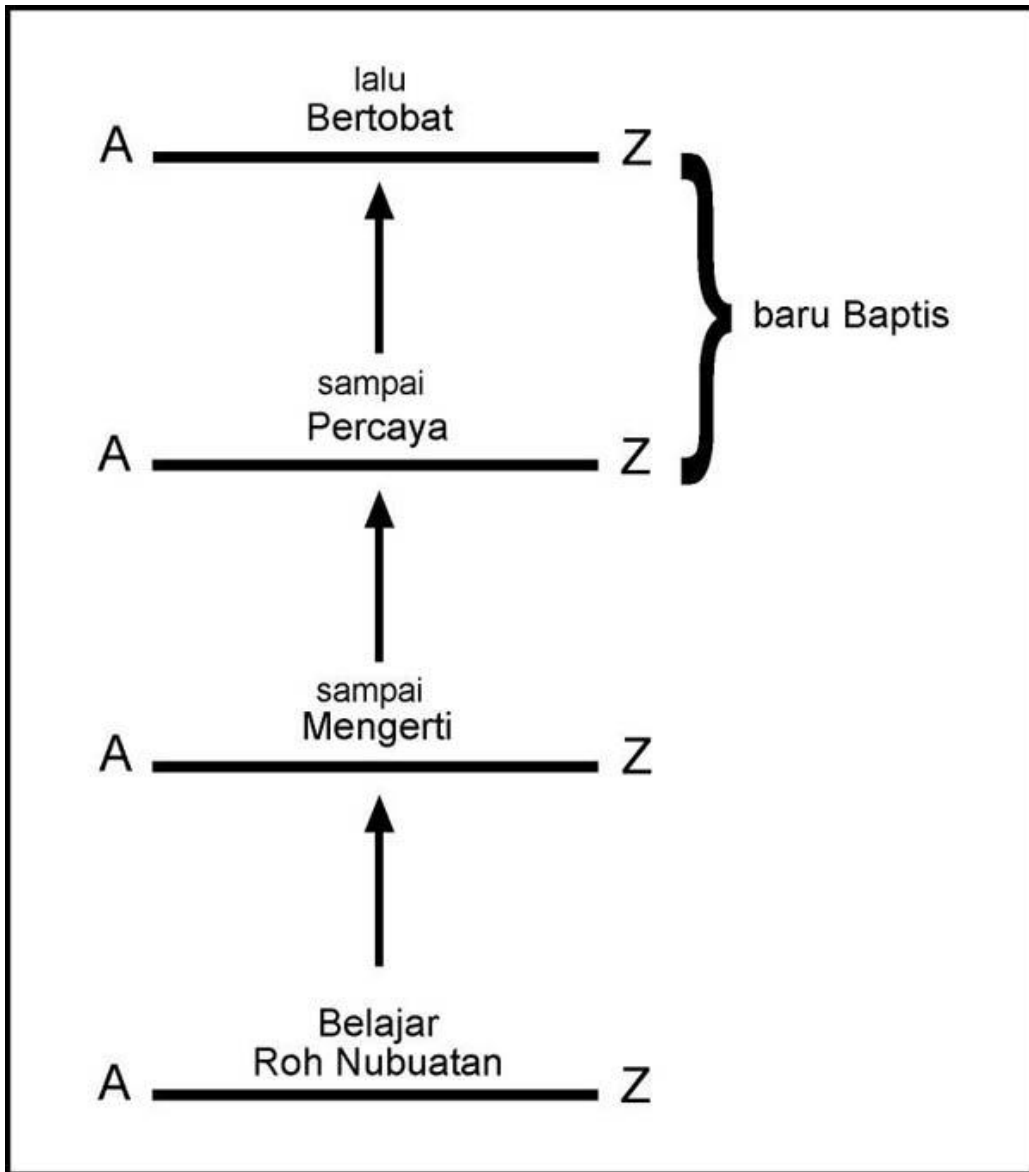 lalu
Bertobat
A Z
baru Baptis
sampai
Percaya
A Z
sampai
Mengerti
A Z
Belajar
Roh Nubuatan
A Z